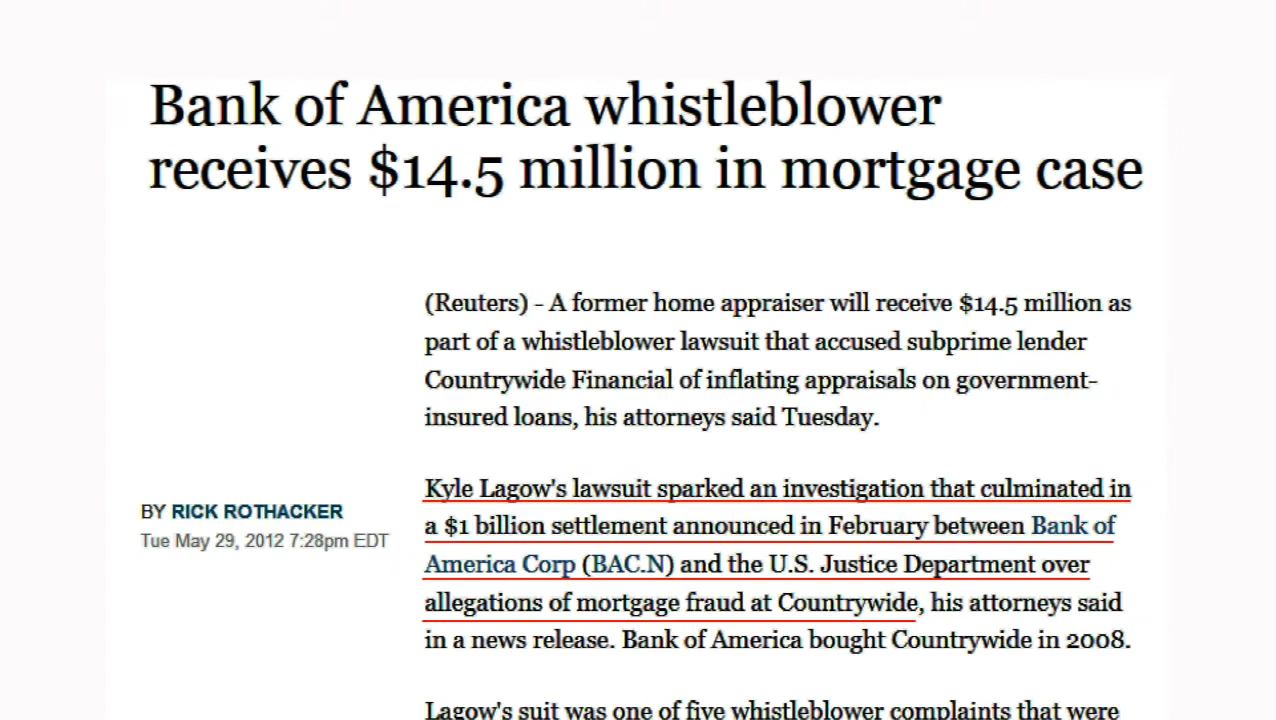 Bank of America whistleblower
receives $14.5 million in mortgage case
(Reuters) - A former home appraiser will receive $14.5 million as
part of a whistleblower lawsuit that accused subprime lender
Countrywide Financial of inflating appraisals on government-
insured loans, his attorneys said Tuesday.
BY RICK ROTHACKER
Tue May 29, 2012 7:28pm EDT
Kyle Lagow's lawsuit sparked an investigation that culminated in
a $1 billion settlement announced in February between Bank of
America Corp (BAC.N) and the U.S. Justice Department over
allegations of mortgage fraud at Countrywide, his attorneys said
in a news release. Bank of America bought Countrywide in 2008.
Lagow's suit was one of five whistleblower complaints that were